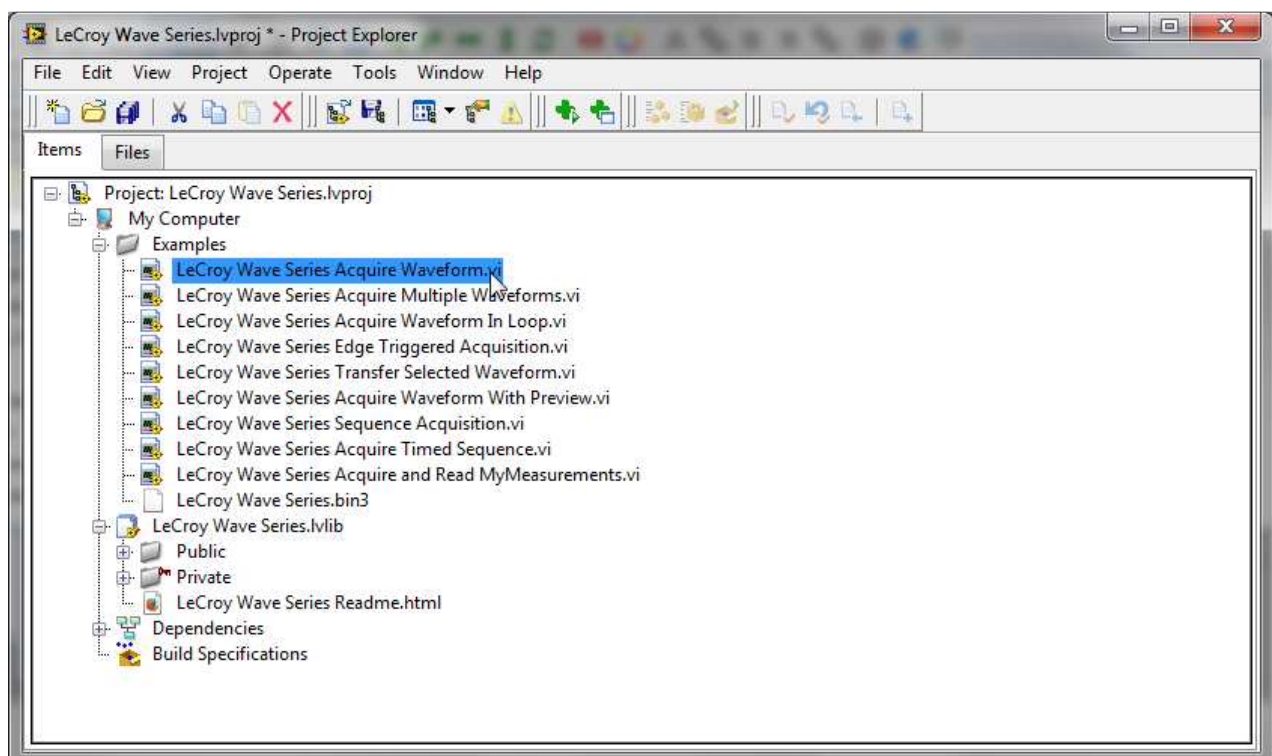 LeCroy Wave Series.lvproj * - Project Explorer
File Edit View Project Operate Tools Window Help
Items Files
Project: LeCroy Wave Series.lvproj
My Computer
Examples
LeCroy Wave Series Acquire Waveform.vi
LeCroy Wave Series Acquire Multiple Waveforms.vi
LeCroy Wave Series Acquire Waveform In Loop.vi
LeCroy Wave Series Edge Triggered Acquisition.vi
LeCroy Wave Series Transfer Selected Waveform.vi
LeCroy Wave Series Acquire Waveform With Preview.vi
LeCroy Wave Series Sequence Acquisition.vi
LeCroy Wave Series Acquire Timed Sequence.vi
LeCroy Wave Series Acquire and Read MyMeasurements.vi
LeCroy Wave Series.bin3
LeCroy Wave Series.lvlib
Public
Private
LeCroy Wave Series Readme.html
Dependencies
Build Specifications